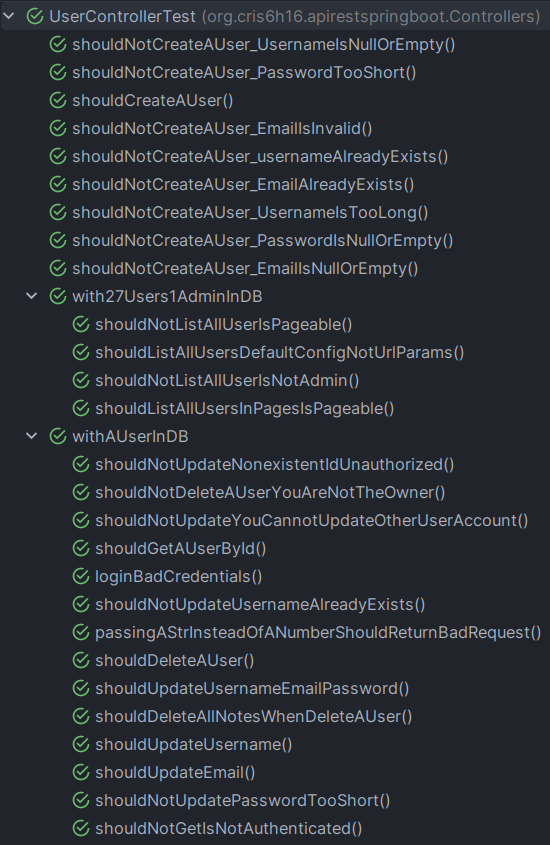 UserControllerTest (org.cris6h16.apirestspringboot.Controllers)
shouldNotCreateAUser_UsernameIsNullOrEmpty()
shouldNotCreateAUser_PasswordTooShort()
shouldCreateAUser()
shouldNotCreateAUser_EmailIsInvalid()
shouldNotCreateAUser_usernameAlreadyExists()
shouldNotCreateAUser_EmailAlreadyExists()
shouldNotCreateAUser_UsernameIsTooLong()
shouldNotCreateAUser_PasswordIsNullOrEmpty()
shouldNotCreateAUser_EmailIsNullOrEmpty()
with27Users1AdminInDB
shouldNotListAllUserIsPageable()
shouldListAllUsersDefaultConfigNotUrlParams()
shouldNotListAllUserIsNotAdmin()
shouldListAllUsersInPagesIsPageable()
withAUserInDB
shouldNotUpdateNonexistentIdUnauthorized()
shouldNotDeleteAUserYouAreNotTheOwner()
shouldNotUpdateYouCannotUpdateOtherUserAccount()
shouldGetAUserById()
loginBadCredentials()
shouldNotUpdateUsernameAlreadyExists()
passingAStrInsteadOfANumberShouldReturnBadRequest()
shouldDeleteAUser()
shouldUpdateUsernameEmailPassword()
shouldDeleteAllNotesWhenDeleteAUser()
shouldUpdateUsername()
shouldUpdateEmail()
shouldNotUpdatePasswordTooShort()
shouldNotGetIsNotAuthenticated()